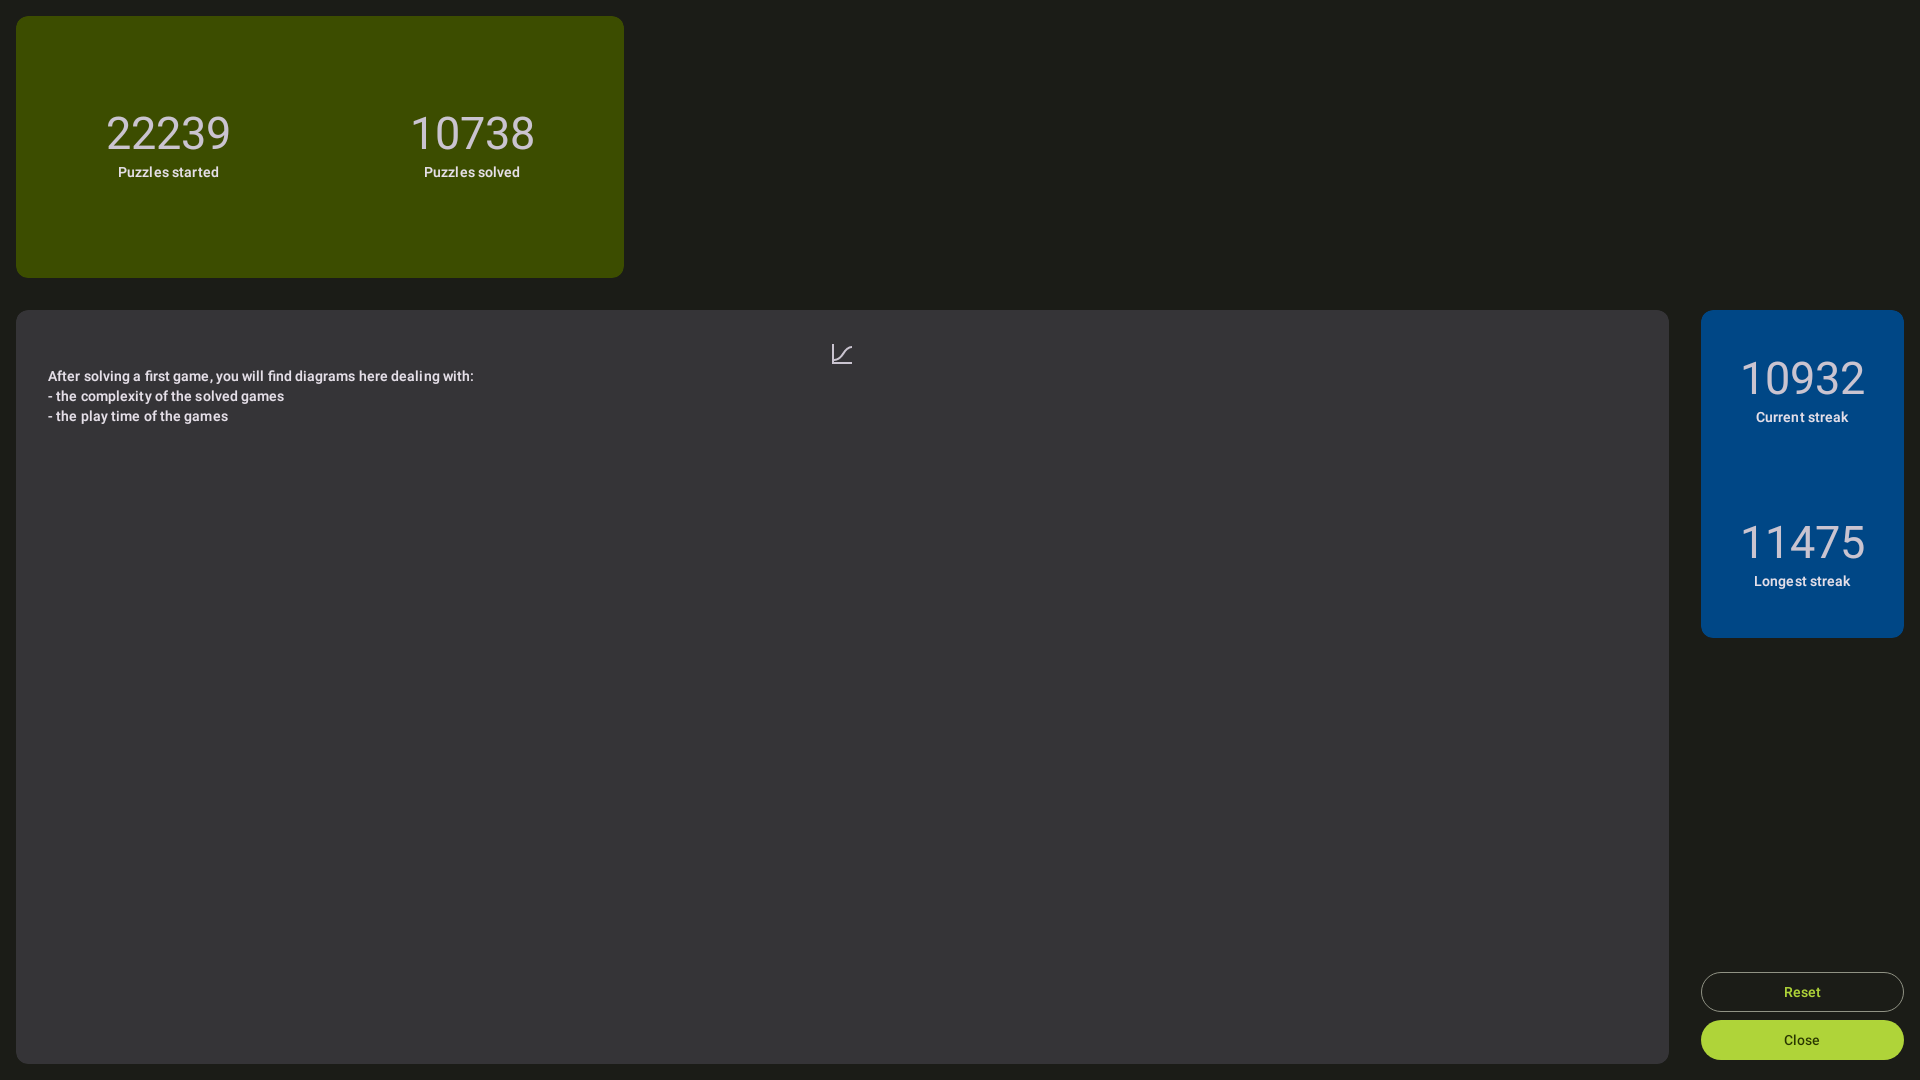 22239
Puzzles started
10738
Puzzles solved
After solving a first game, you will find diagrams here dealing with:
- the complexity of the solved games
- the play time of the games
10932
Current streak
11475
Longest streak
Reset
Close